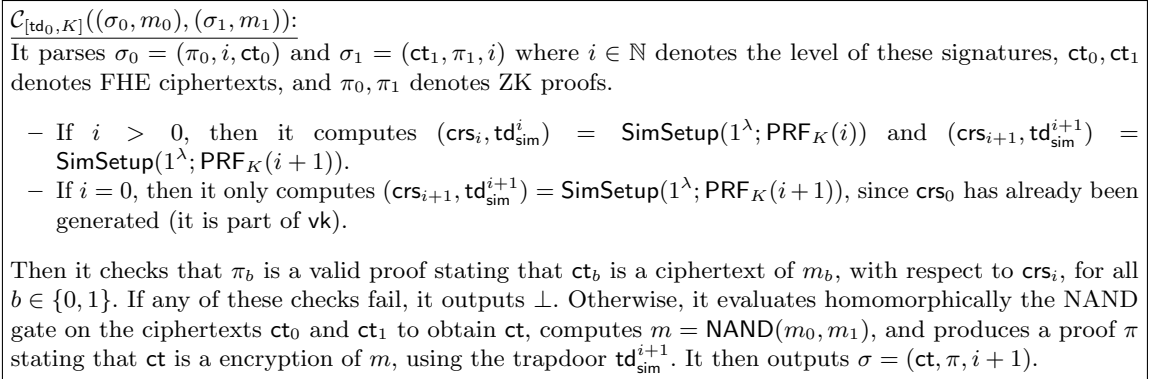 C_[td_0,K]((σ_0, m_0), (σ_1, m_1)):
It parses σ_0 = (π_0, i, ct_0) and σ_1 = (ct_1, π_1, i) where i ∈ ℕ denotes the level of these signatures, ct_0, ct_1
denotes FHE ciphertexts, and π_0, π_1 denotes ZK proofs.
– If i > 0, then it computes (crs_i, td^i_sim) = SimSetup(1^λ; PRF_K(i)) and (crs_{i+1}, td^{i+1}_sim) =
SimSetup(1^λ; PRF_K(i + 1)).
– If i = 0, then it only computes (crs_{i+1}, td^{i+1}_sim) = SimSetup(1^λ; PRF_K(i+1)), since crs_0 has already been
generated (it is part of vk).
Then it checks that π_b is a valid proof stating that ct_b is a ciphertext of m_b, with respect to crs_i, for all
b ∈ {0, 1}. If any of these checks fail, it outputs ⊥. Otherwise, it evaluates homomorphically the NAND
gate on the ciphertexts ct_0 and ct_1 to obtain ct, computes m = NAND(m_0, m_1), and produces a proof π
stating that ct is a encryption of m, using the trapdoor td^{i+1}_sim. It then outputs σ = (ct, π, i + 1).